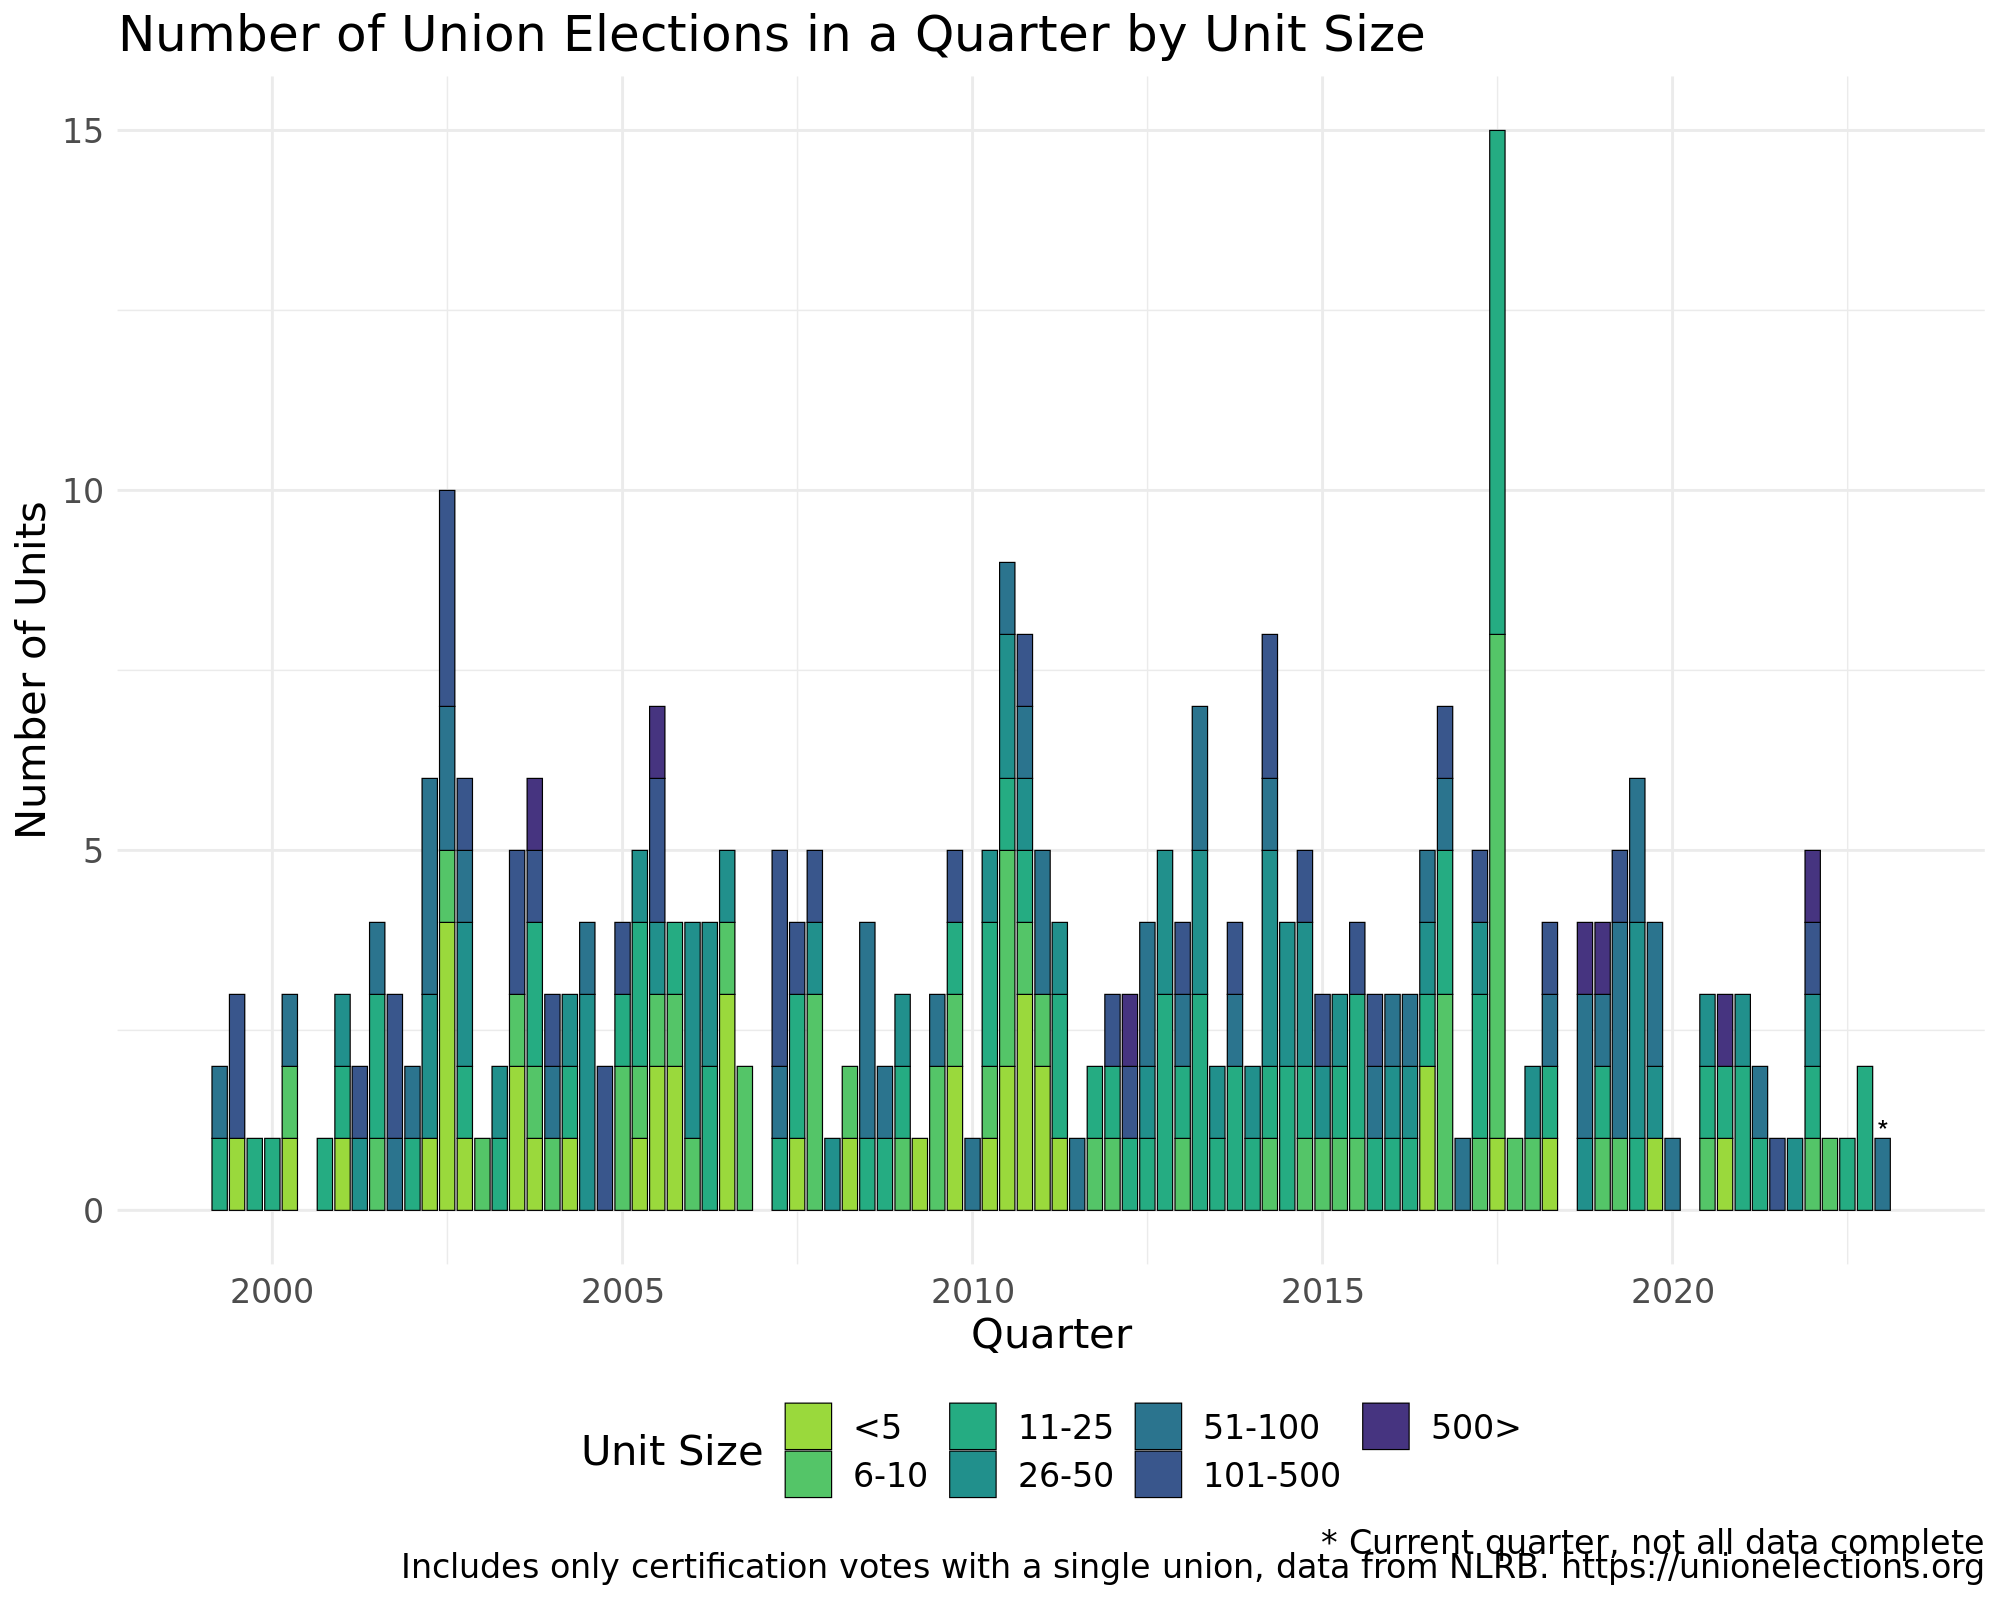 Number of Union Elections in a Quarter by Unit Size
Number of Units
15
10
5
0
*
2000 2005 2010 2015 2020
Quarter
Unit Size
<5 11-25 51-100 500>
6-10 26-50 101-500
* Current quarter, not all data complete
Includes only certification votes with a single union, data from NLRB. https://unionelections.org